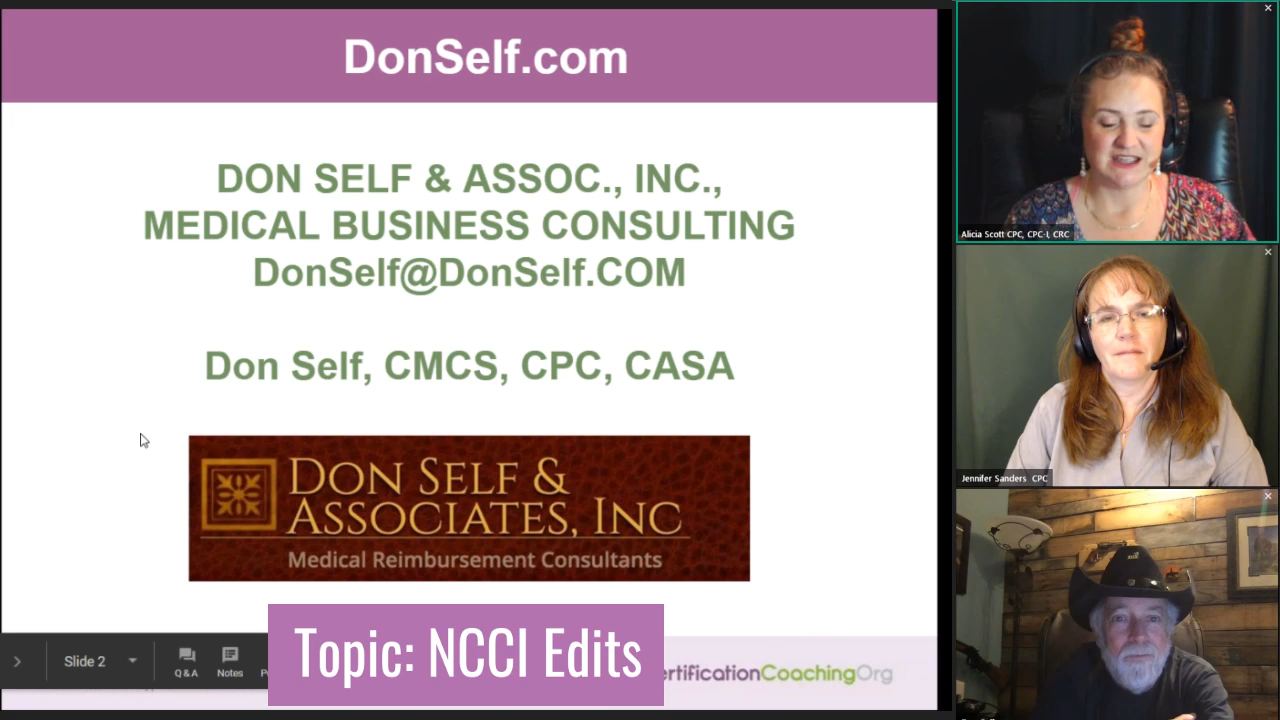 DonSelf.com
DON SELF & ASSOC., INC.,
MEDICAL BUSINESS CONSULTING
DonSelf@DonSelf.COM
Don Self, CMCS, CPC, CASA
DON SELF &
ASSOCIATES, INC
Medical Reimbursement Consultants
Slide 2
Q&A
Notes
Topic: NCCI Edits
ertificationCoachingOrg
Alicia Scott CPC, CPC-I, CRC
Jennifer Sanders CPC